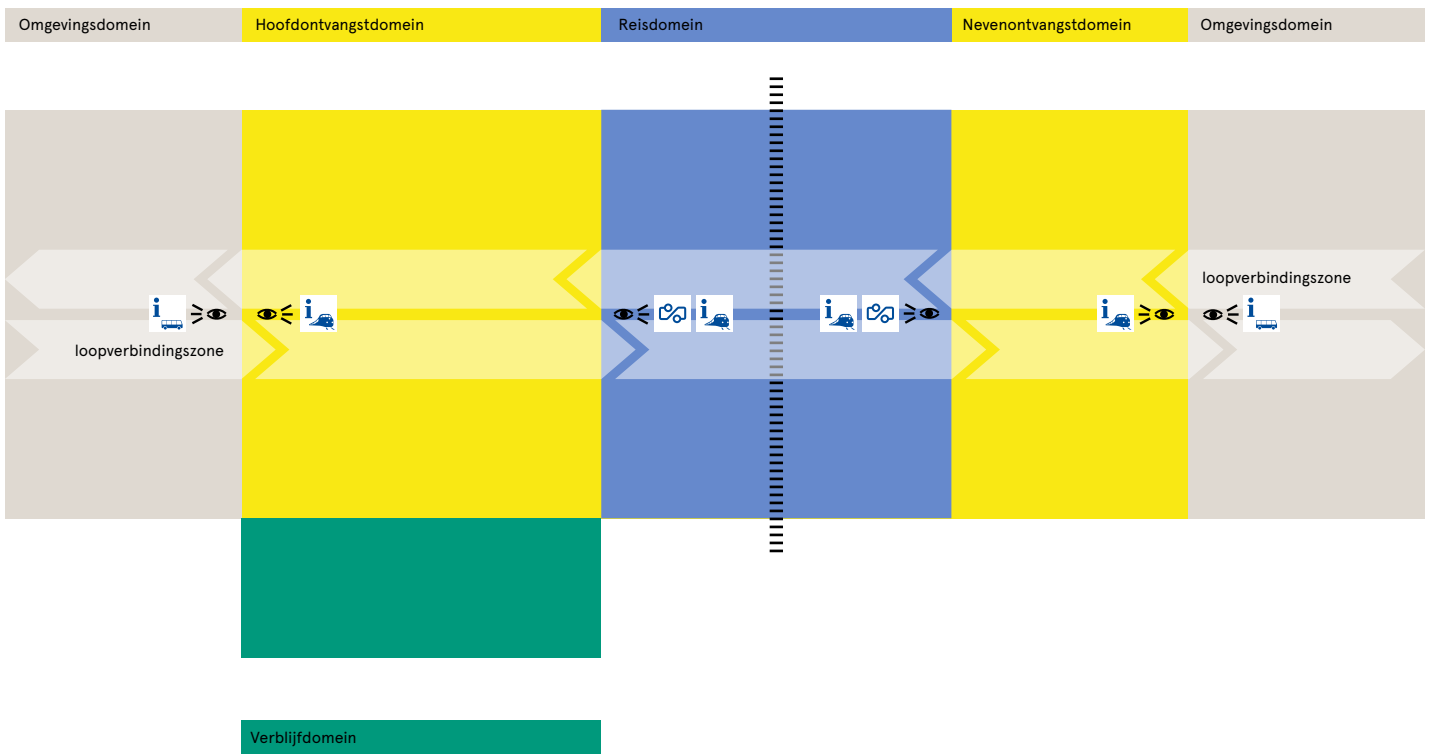 Omgevingsdomein
Hoofdontvangstdomein
Reisdomein
Nevenontvangstdomein
Omgevingsdomein
loopverbindingszone
i
i
i
i
i
i
loopverbindingszone
Verblijfdomein